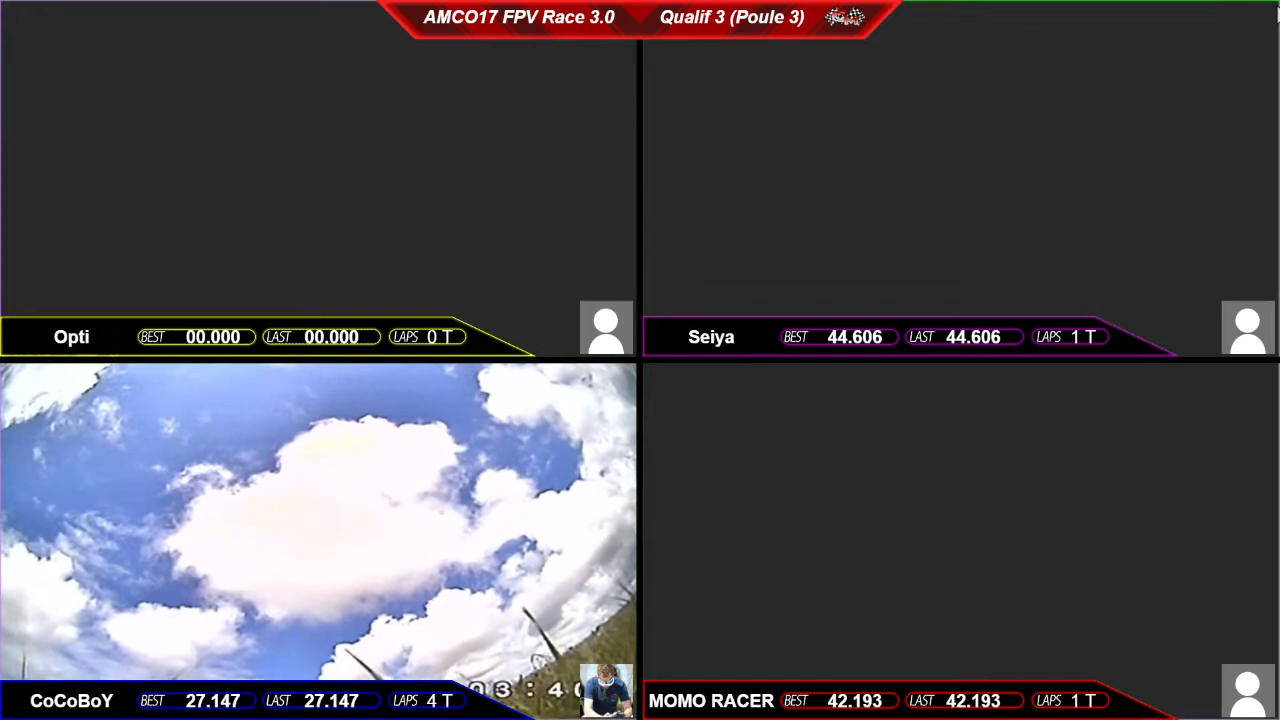 AMCO17 FPV Race 3.0 Qualif 3 (Poule 3)
Opti BEST 00.000 LAST 00.000 LAPS 0 T
Seiya BEST 44.606 LAST 44.606 LAPS 1 T
03:40
CoCoBoY BEST 27.147 LAST 27.147 LAPS 4 T
MOMO RACER BEST 42.193 LAST 42.193 LAPS 1 T